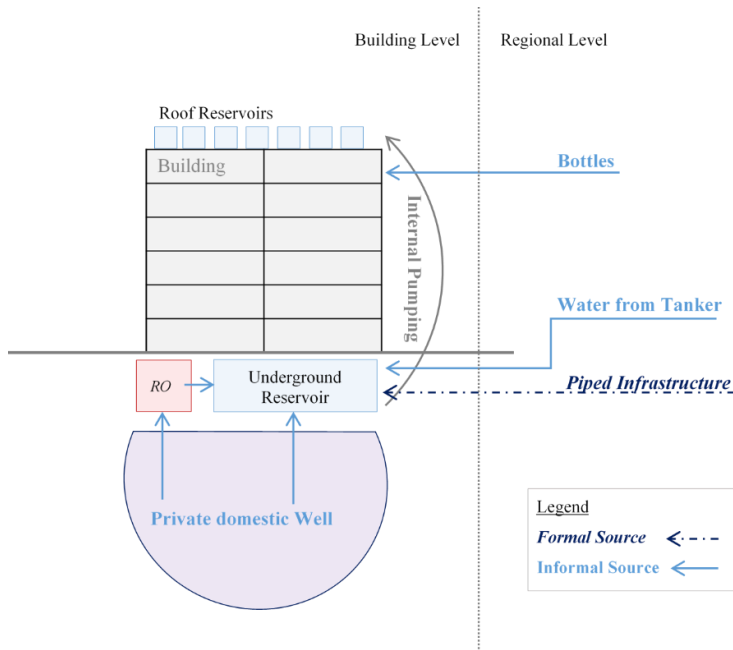 Building Level
Regional Level
Roof Reservoirs
Building
Bottles
Internal Pumping
Water from Tanker
RO
Underground
Reservoir
Piped Infrastructure
Private domestic Well
Legend
Formal Source
Informal Source